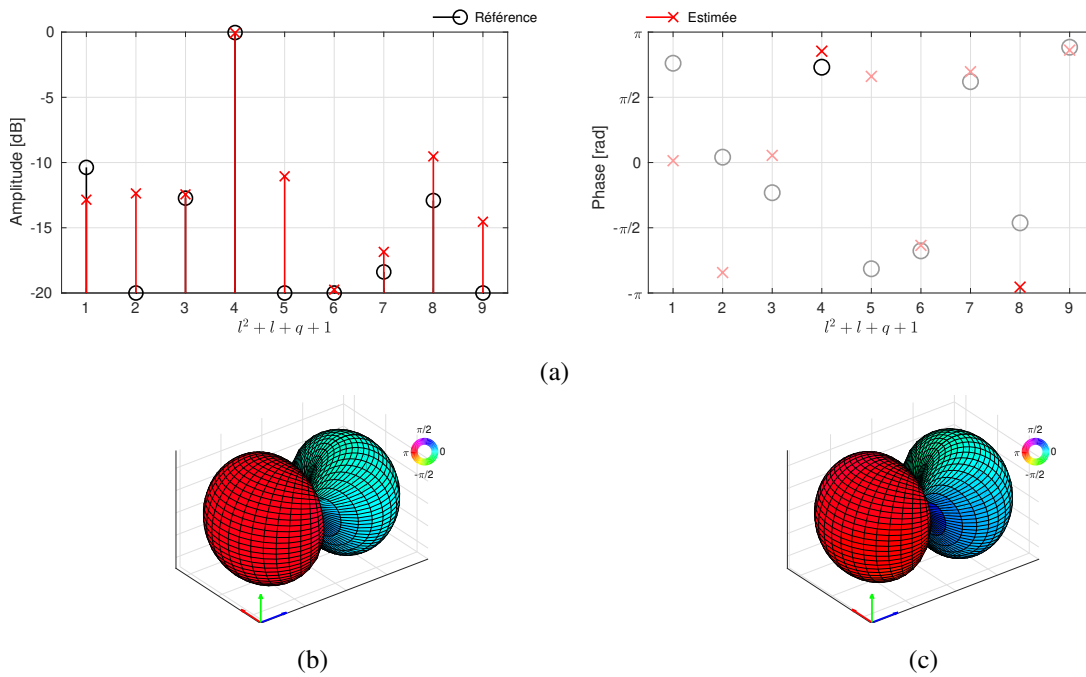 Référence
Estimée
Amplitude [dB]
0
-5
-10
-15
-20
1 2 3 4 5 6 7 8 9
l² + l + q + 1
Phase [rad]
π
π/2
0
-π/2
-π
1 2 3 4 5 6 7 8 9
l² + l + q + 1
(a)
π/2
π 0
-π/2
π/2
π 0
-π/2
(b)
(c)